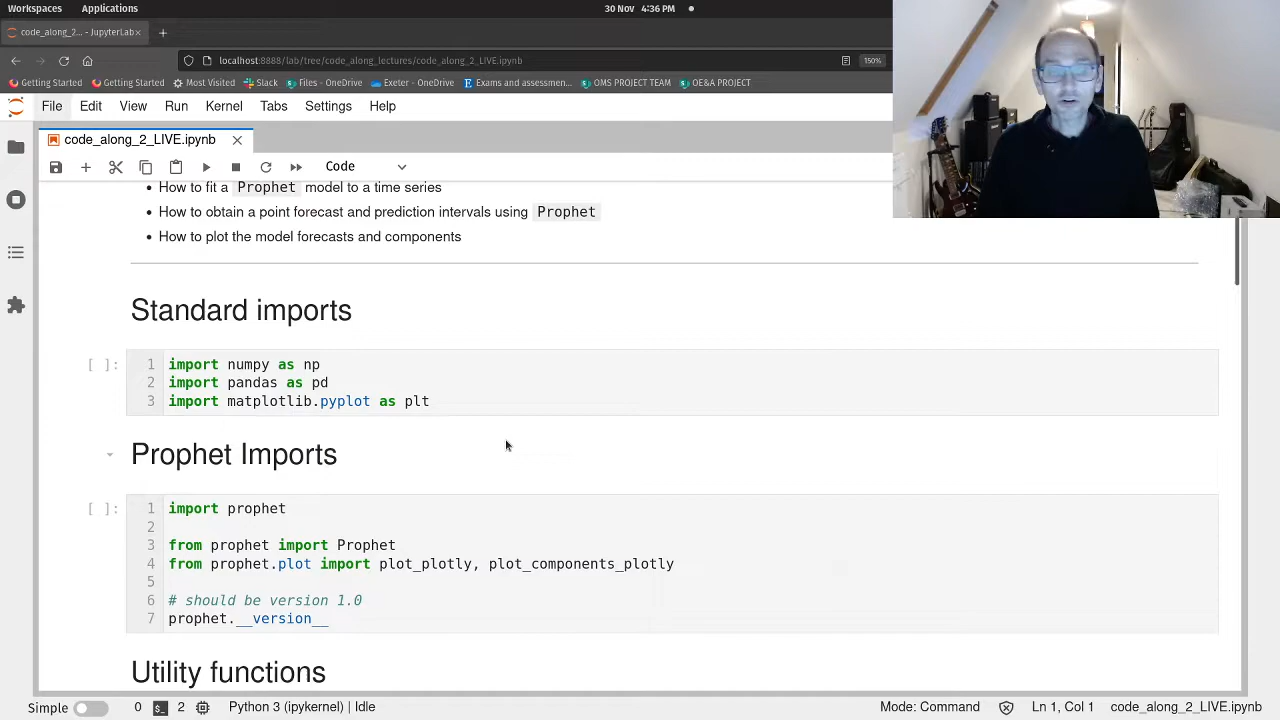 Workspaces Applications 30 Nov 4:36 PM
code_along_2... - JupyterLab
localhost:8888/lab/tree/code_along_lectures/code_along_2_LIVE.ipynb 150%
Getting Started Getting Started Most Visited Slack Files - OneDrive Exeter - OneDrive Exams and assessmen... OMS PROJECT TEAM OE&A PROJECT
File Edit View Run Kernel Tabs Settings Help
code_along_2_LIVE.ipynb
Code
• How to fit a Prophet model to a time series
• How to obtain a point forecast and prediction intervals using Prophet
• How to plot the model forecasts and components
Standard imports
[ ]: 1 import numpy as np
2 import pandas as pd
3 import matplotlib.pyplot as plt
Prophet Imports
[ ]: 1 import prophet
2
3 from prophet import Prophet
4 from prophet.plot import plot_plotly, plot_components_plotly
5
6 # should be version 1.0
7 prophet.__version__
Utility functions
Simple 0 $_ 2 Python 3 (ipykernel) | Idle Mode: Command Ln 1, Col 1 code_along_2_LIVE.ipynb